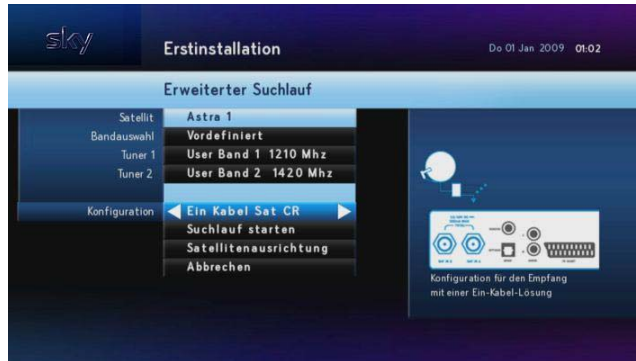 sky
Erstinstallation
Do 01 Jan 2009 01:02
Erweiterter Suchlauf
Satellit Astra 1
Bandauswahl Vordefiniert
Tuner 1 User Band 1 1210 Mhz
Tuner 2 User Band 2 1420 Mhz
Konfiguration Ein Kabel Sat CR
Suchlauf starten
Satellitenausrichtung
Abbrechen
Konfiguration für den Empfang
mit einer Ein-Kabel-Lösung